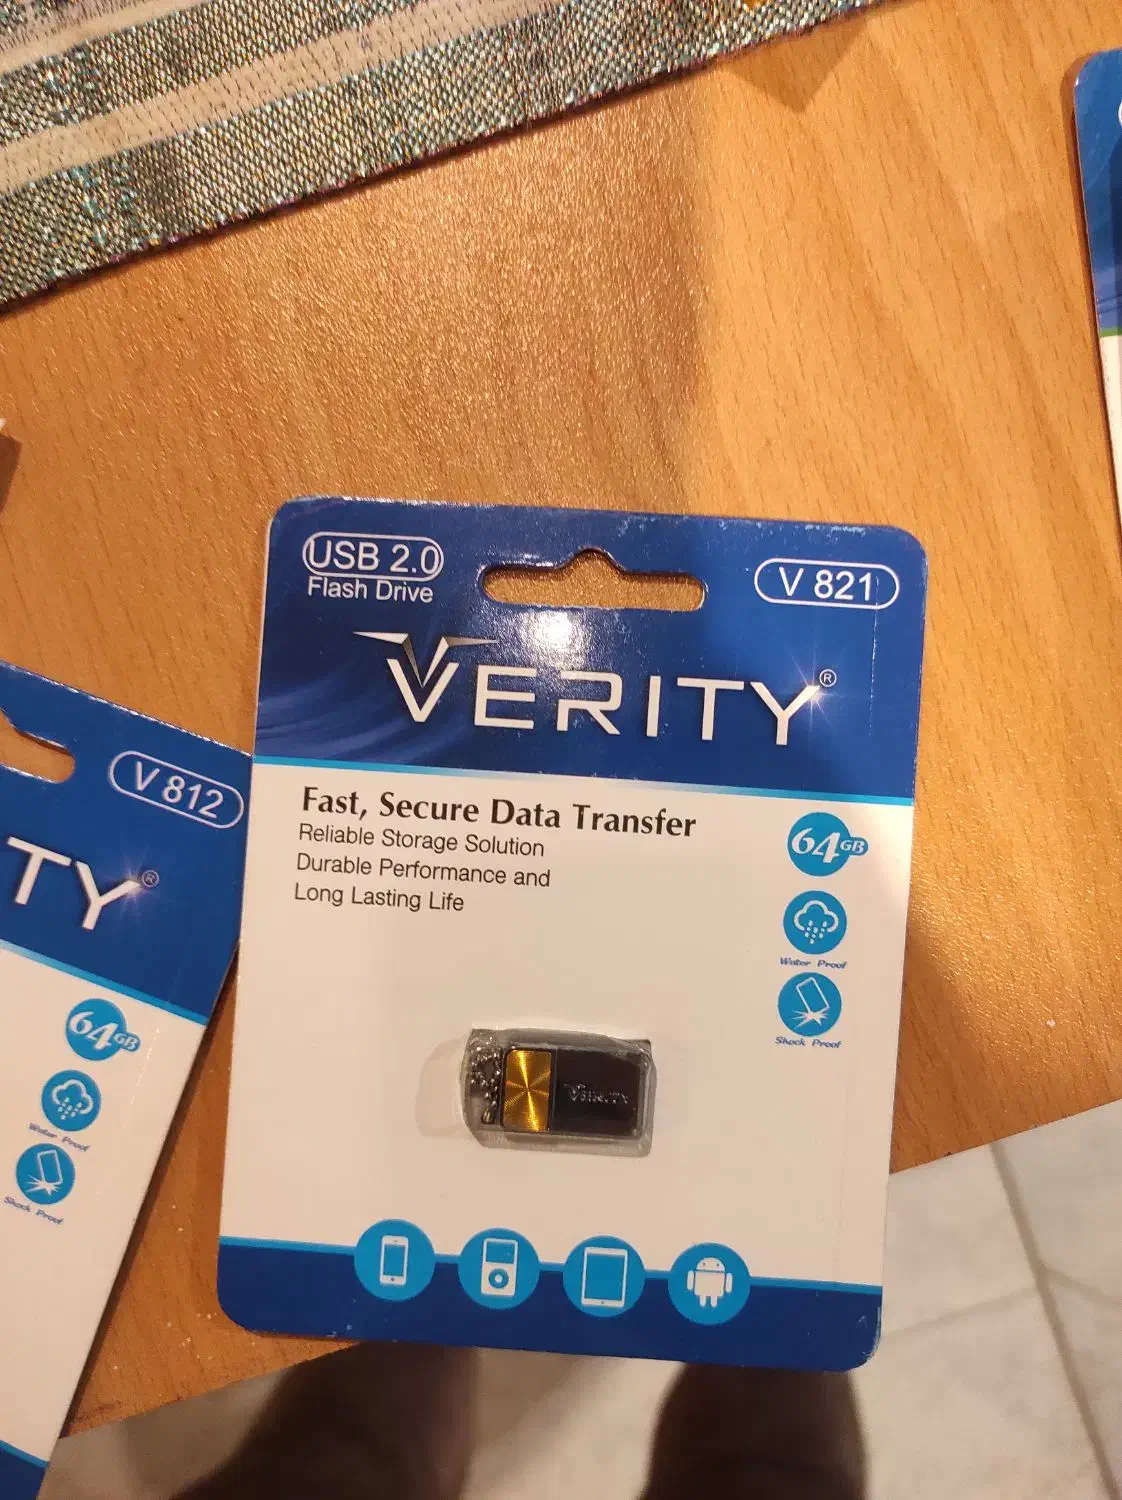 USB 2.0
Flash Drive
V 821
VERITY®
Fast, Secure Data Transfer
Reliable Storage Solution
Durable Performance and
Long Lasting Life
64GB
Water Proof
Shock Proof
VERITY
V 812
TY®
64GB
Water Proof
Shock Proof